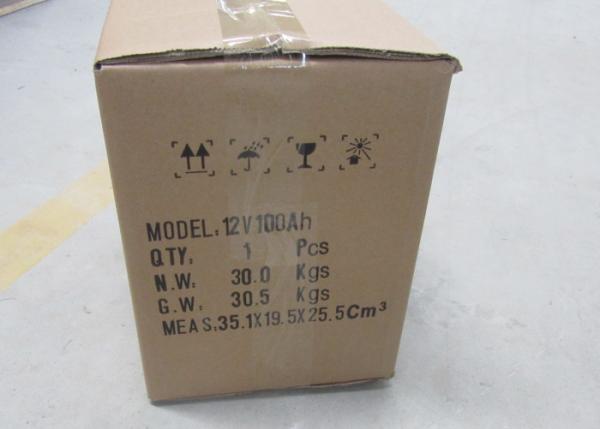 MODEL: 12V100Ah
QTY: 1 Pcs
N.W: 30.0 Kgs
G.W: 30.5 Kgs
MEAS: 35.1X19.5X25.5Cm³